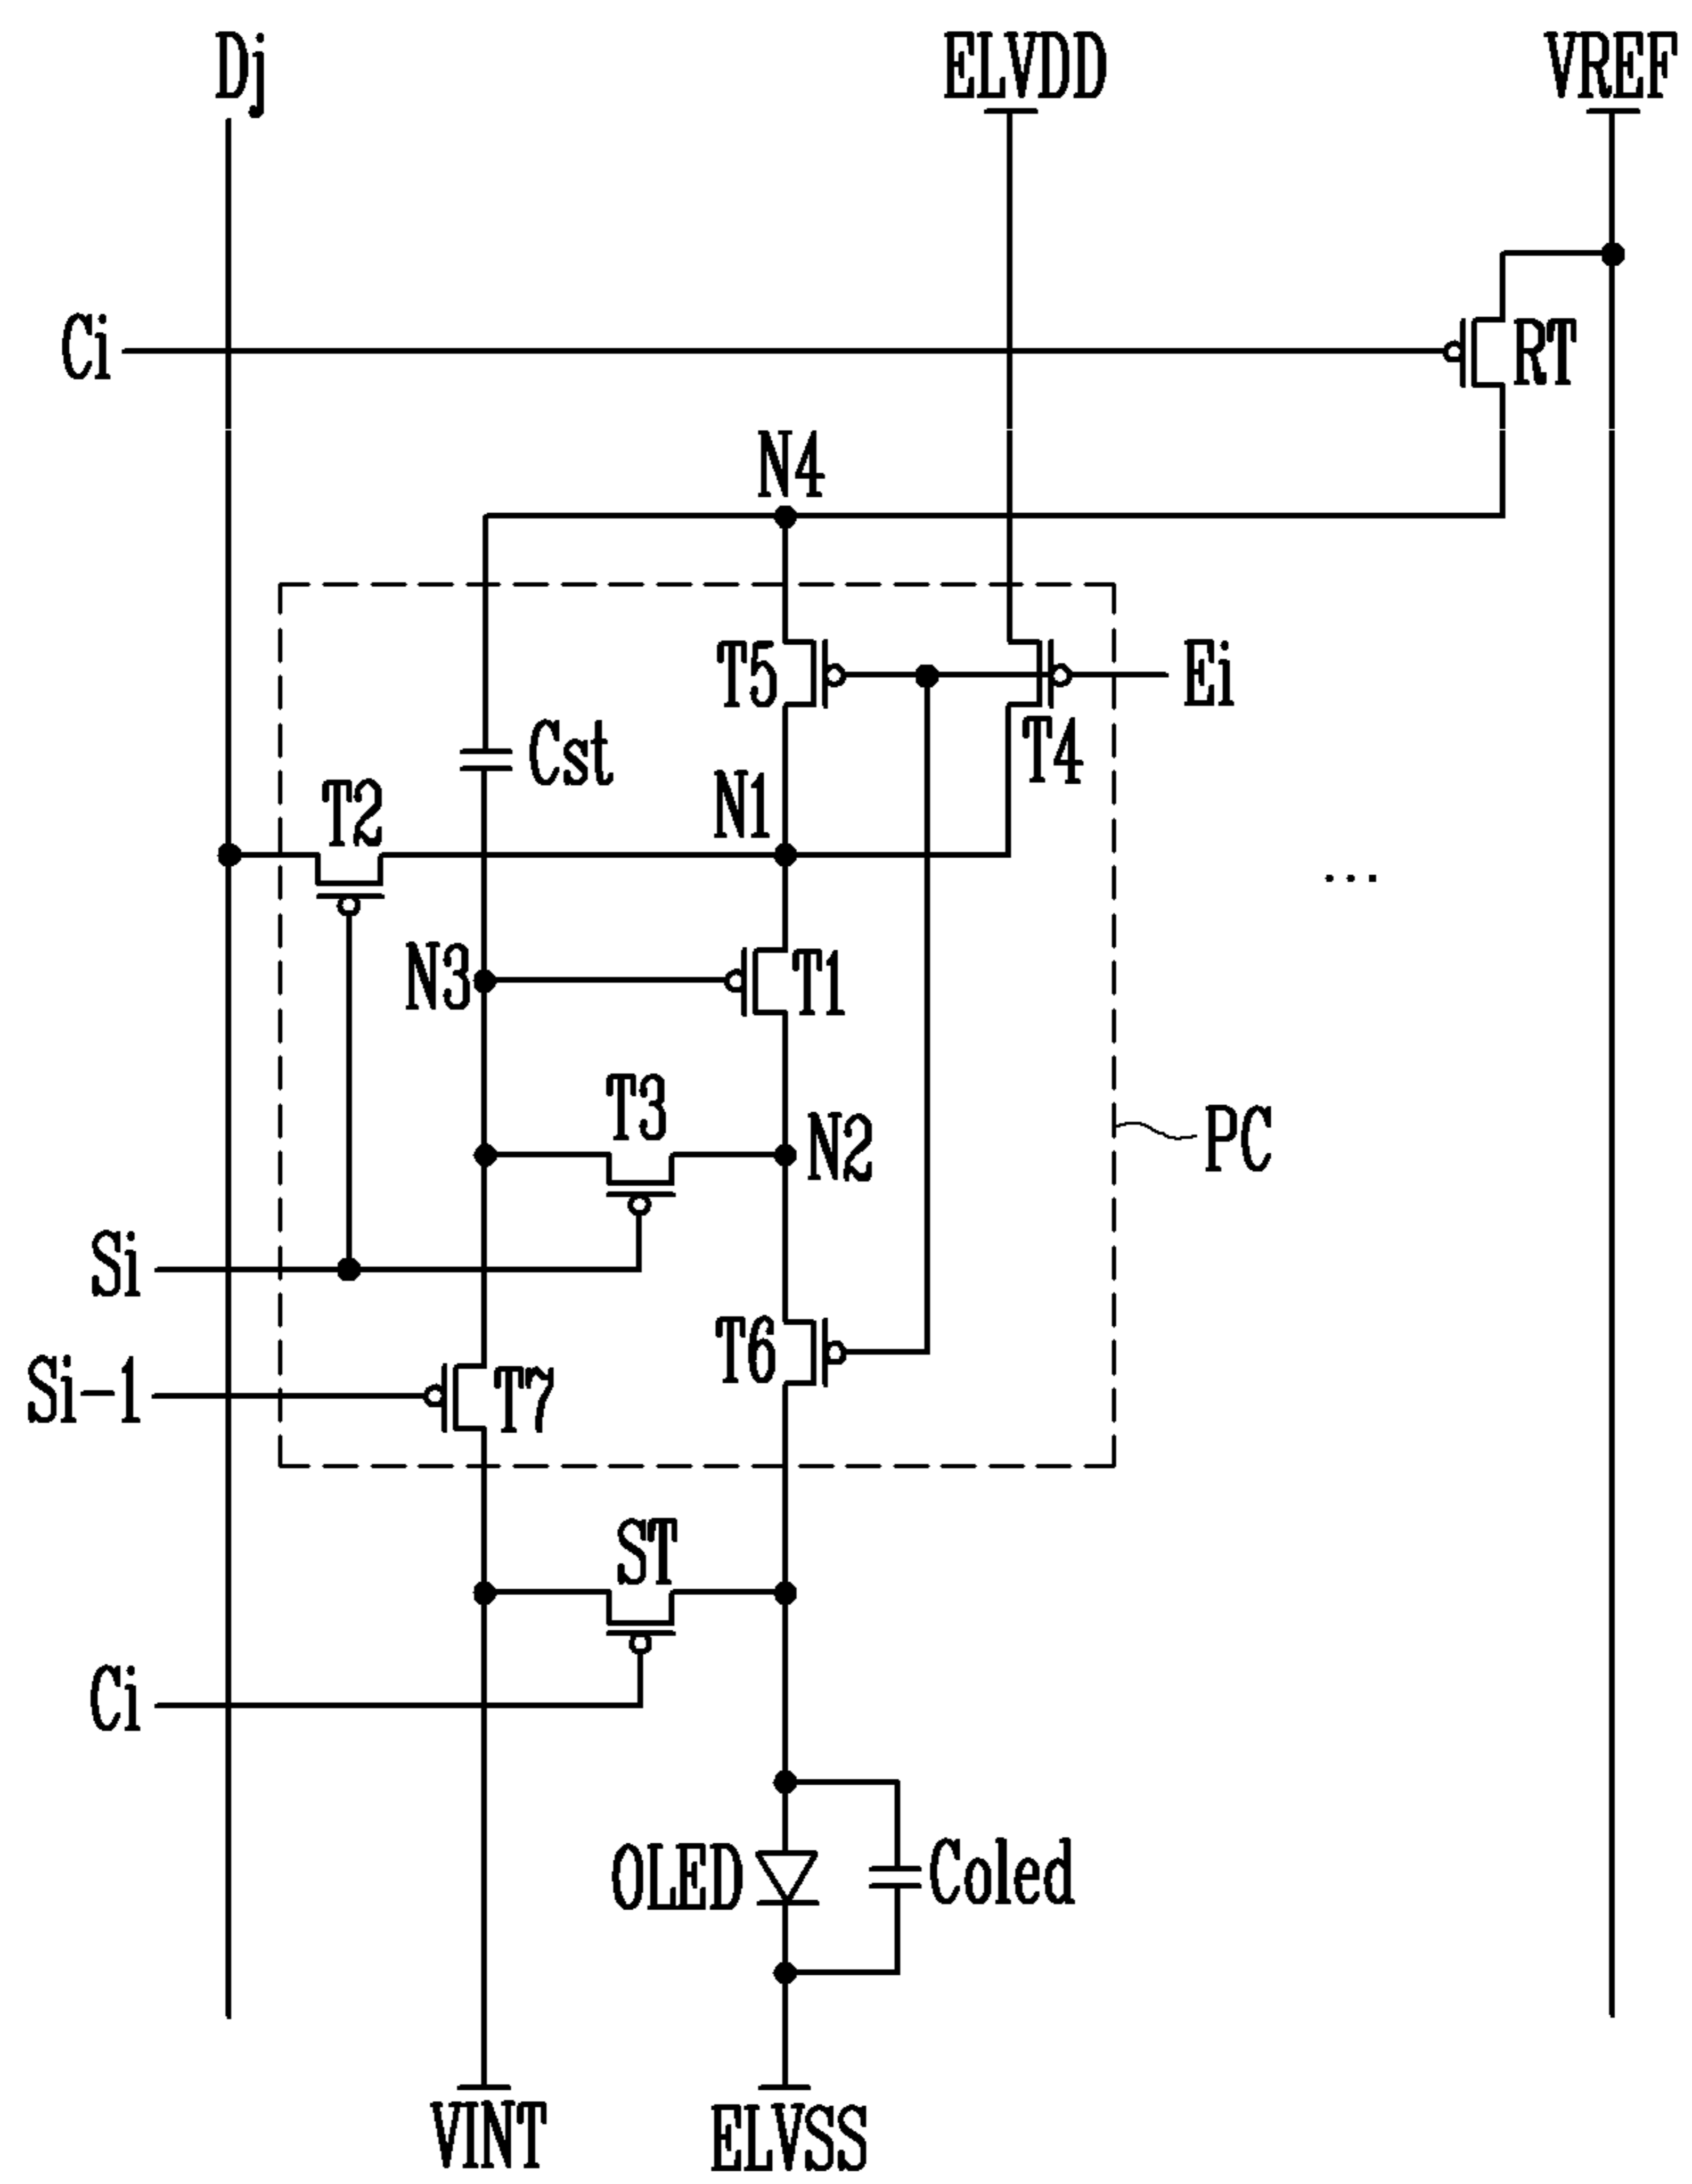 Dj
ELVDD
VREF
Ci
RT
N4
T5
Ei
Cst
T4
T2
N1
...
N3
T1
T3
N2
PC
Si
T6
Si-1
T7
ST
Ci
OLED
Coled
VINT
ELVSS